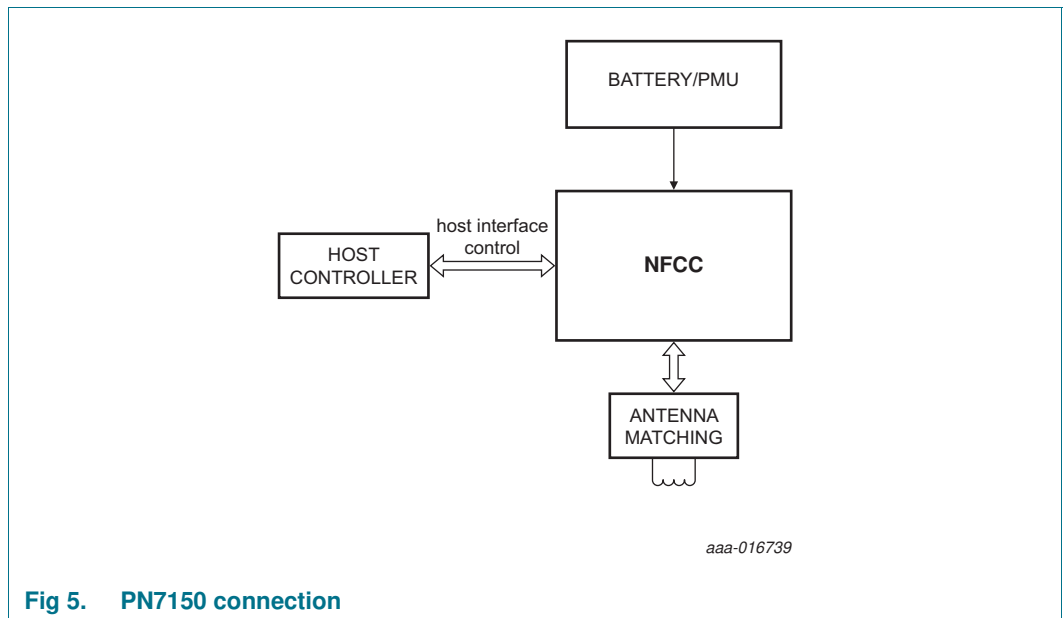 BATTERY/PMU
host interface
control
HOST
CONTROLLER
NFCC
ANTENNA
MATCHING
aaa-016739
Fig 5. PN7150 connection